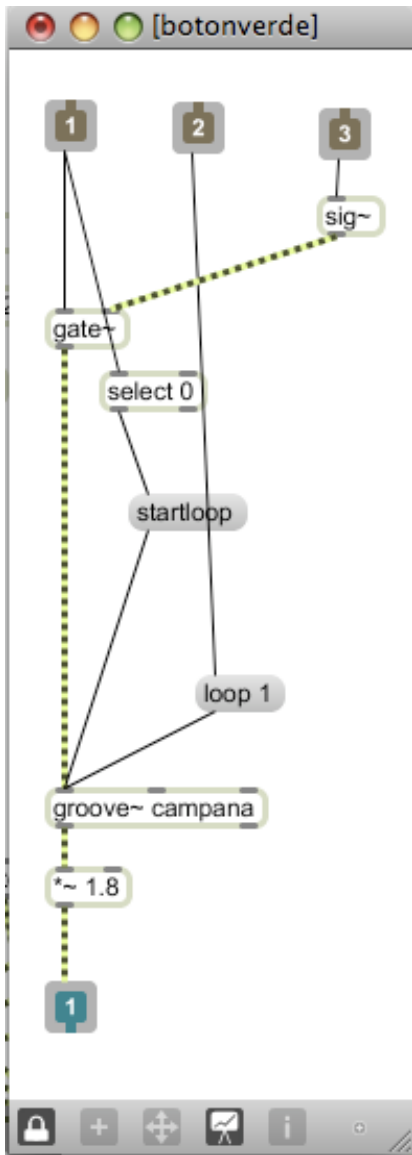 [botonverde]
1
2
3
sig~
gate~
select 0
startloop
loop 1
groove~ campana
*~ 1.8
1